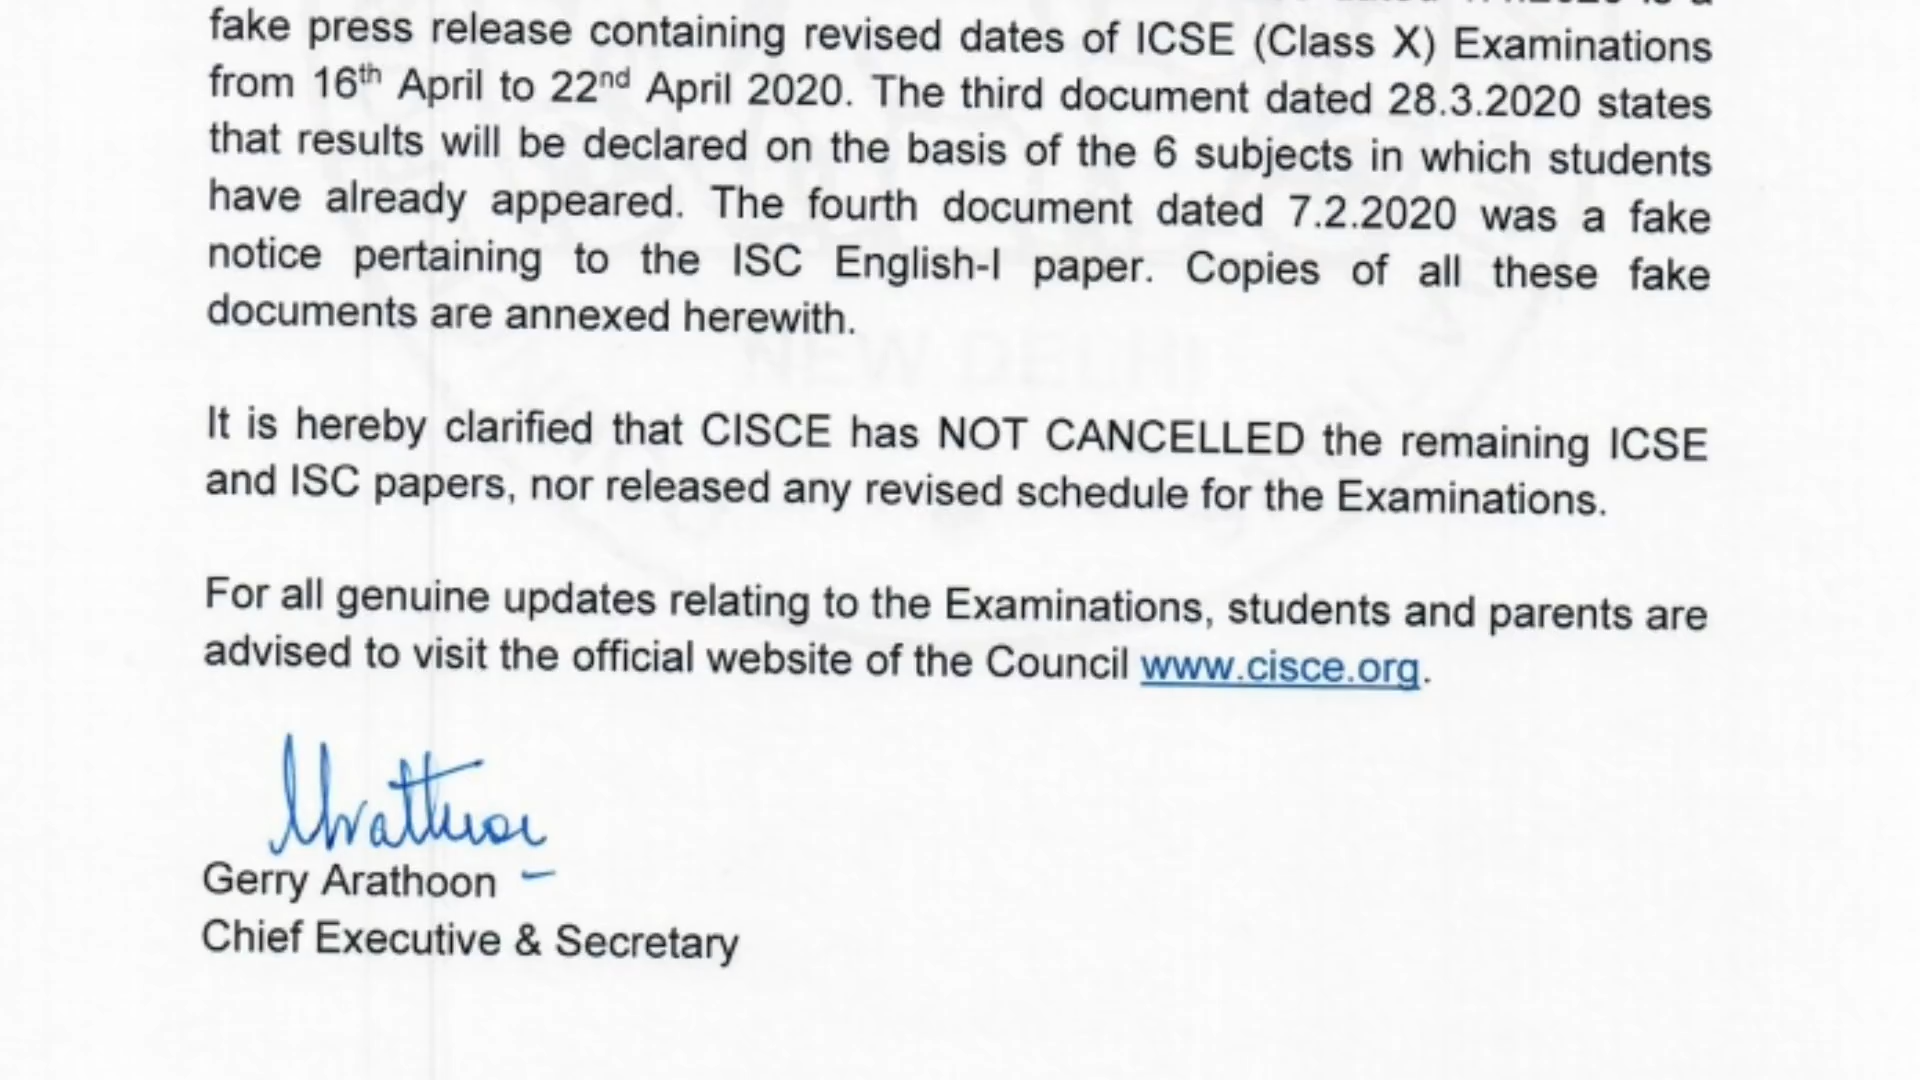 fake press release containing revised dates of ICSE (Class X) Examinations
from 16th April to 22nd April 2020. The third document dated 28.3.2020 states
that results will be declared on the basis of the 6 subjects in which students
have already appeared. The fourth document dated 7.2.2020 was a fake
notice pertaining to the ISC English-I paper. Copies of all these fake
documents are annexed herewith.
NEW DELHI
It is hereby clarified that CISCE has NOT CANCELLED the remaining ICSE
and ISC papers, nor released any revised schedule for the Examinations.
For all genuine updates relating to the Examinations, students and parents are
advised to visit the official website of the Council www.cisce.org.
Gerry Arathoon
Chief Executive & Secretary